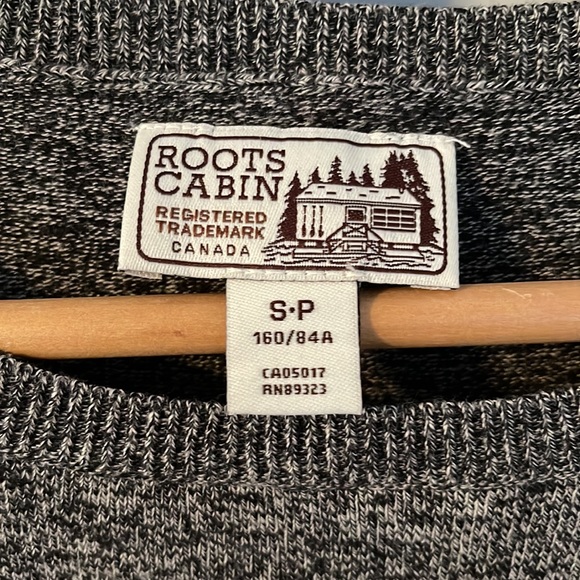 ROOTS
CABIN
REGISTERED
TRADEMARK
CANADA
S·P
160/84A
CA05017
RN89323